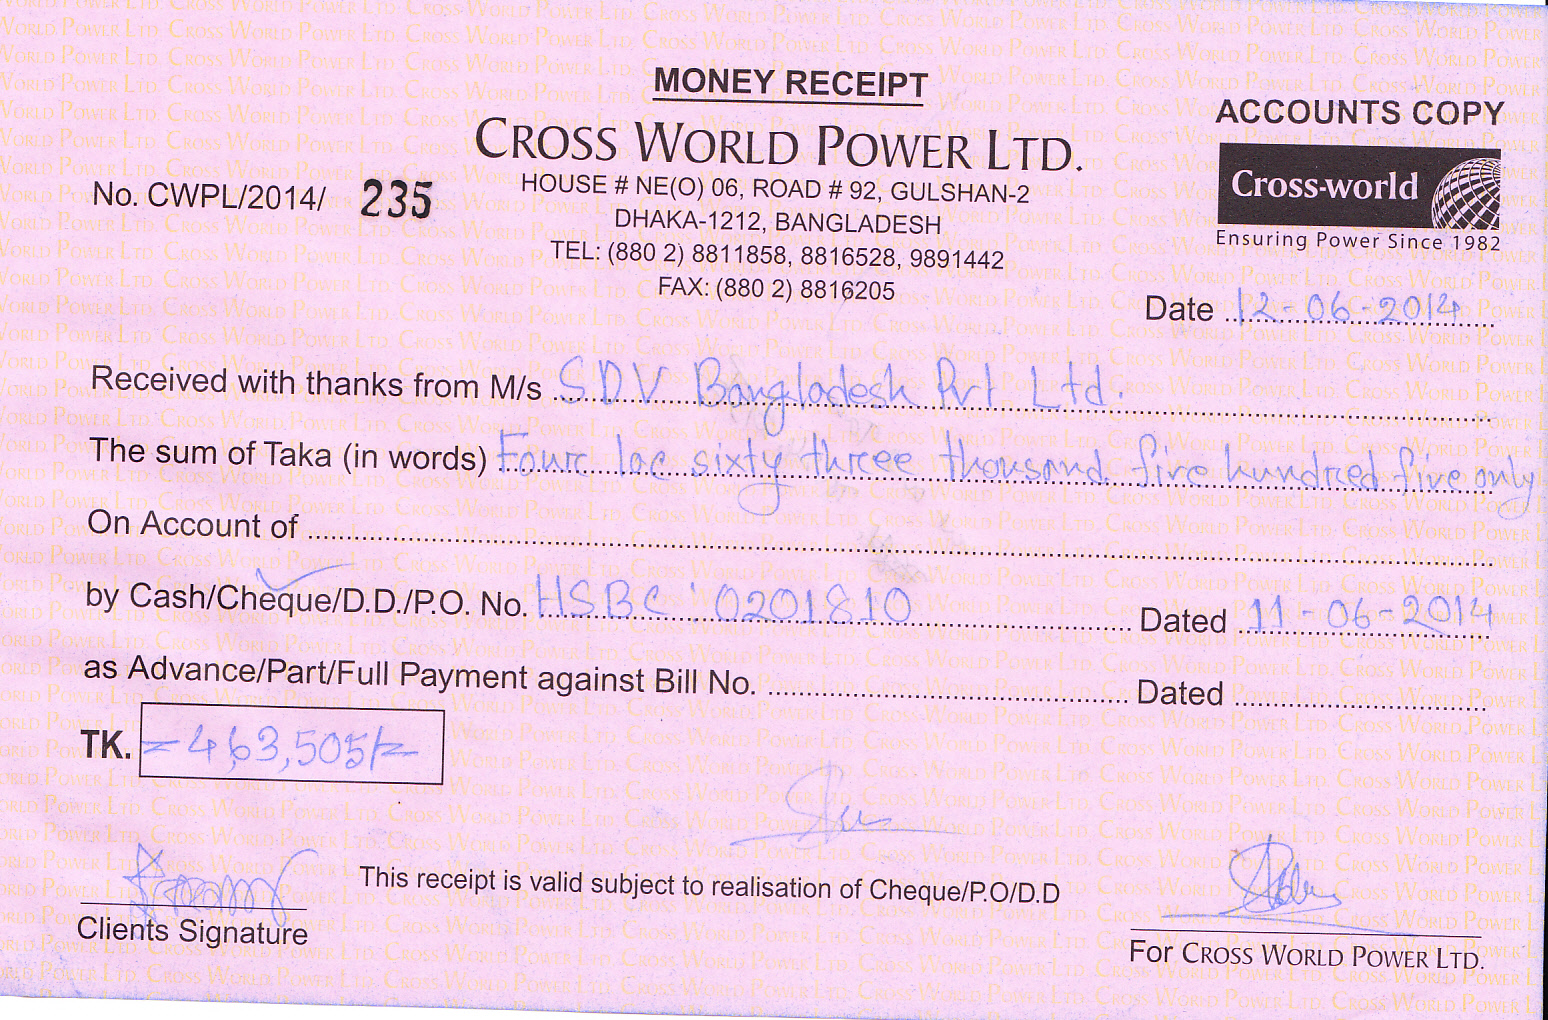 MONEY RECEIPT
ACCOUNTS COPY
CROSS WORLD POWER LTD.
Cross-world
Ensuring Power Since 1982
No. CWPL/2014/ 235
HOUSE # NE(O) 06, ROAD # 92, GULSHAN-2
DHAKA-1212, BANGLADESH
TEL: (880 2) 8811858, 8816528, 9891442
FAX: (880 2) 8816205
Date 12-06-2014
Received with thanks from M/s SDV Bangladesh Pvt Ltd.
The sum of Taka (in words) Four lac sixty three thousand five hundred five only
On Account of
by Cash/Cheque/D.D./P.O. No. HSBC: 0201810 Dated 11-06-2014
as Advance/Part/Full Payment against Bill No. Dated
TK. =463,505/=
This receipt is valid subject to realisation of Cheque/P.O/D.D
Clients Signature
For CROSS WORLD POWER LTD.